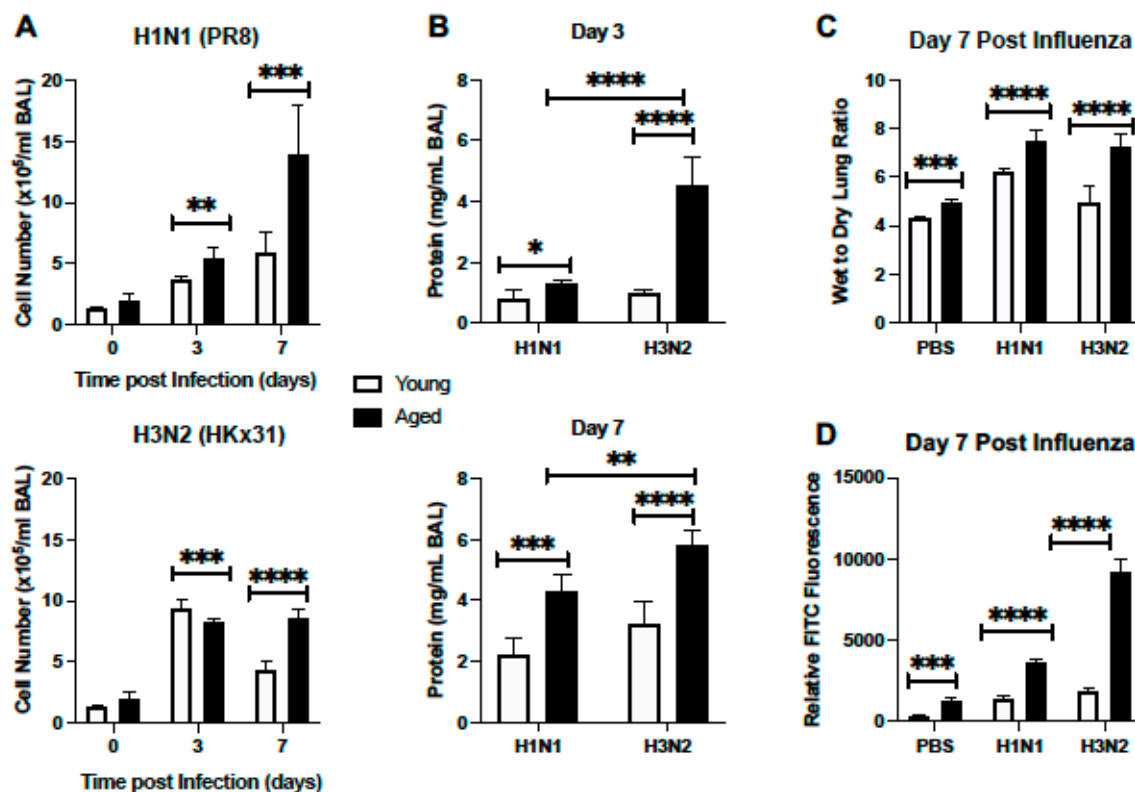 A
H1N1 (PR8)
Cell Number (x10⁵/ml BAL)
20
15
10
5
0
**
***
0 3 7
Time post Infection (days)
H3N2 (HKx31)
Cell Number (x10⁵/ml BAL)
20
15
10
5
0
***
****
0 3 7
Time post Infection (days)
Young
Aged
B
Day 3
Protein (mg/mL BAL)
8
6
4
2
0
****
****
*
H1N1 H3N2
Day 7
Protein (mg/mL BAL)
8
6
4
2
0
**
****
***
H1N1 H3N2
C
Day 7 Post Influenza
Wet to Dry Lung Ratio
10
8
6
4
2
0
***
****
****
PBS H1N1 H3N2
D
Day 7 Post Influenza
Relative FITC Fluorescence
15000
10000
5000
0
***
****
****
PBS H1N1 H3N2